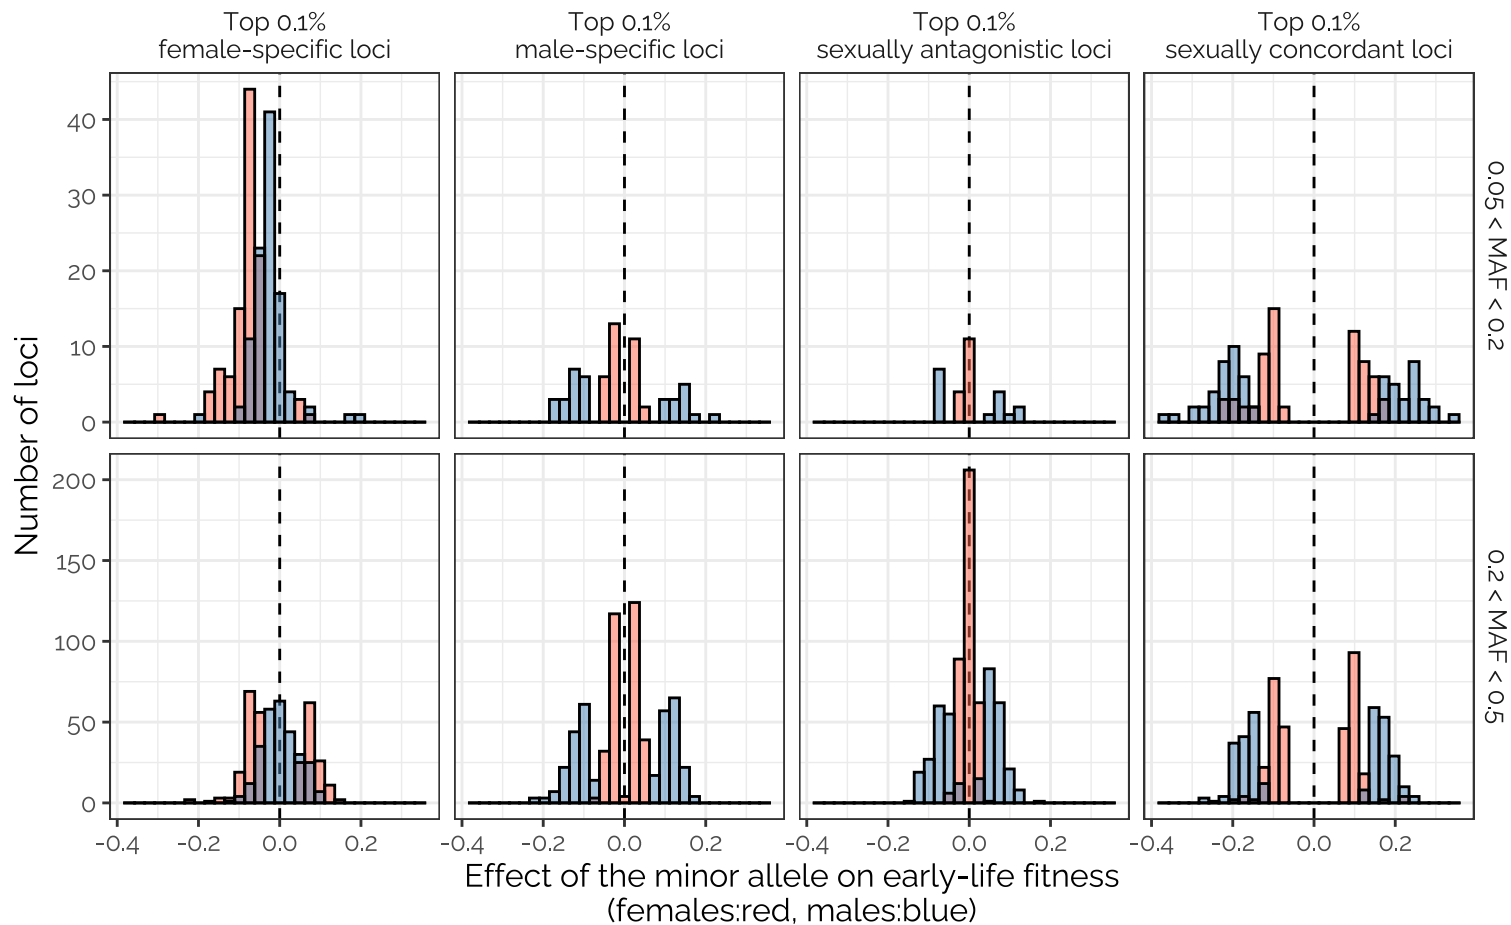 Top 0.1%
female-specific loci
Top 0.1%
male-specific loci
Top 0.1%
sexually antagonistic loci
Top 0.1%
sexually concordant loci
Number of loci
40
30
20
10
0
0.05 < MAF < 0.2
200
150
100
50
0
0.2 < MAF < 0.5
−0.4 −0.2 0.0 0.2
−0.4 −0.2 0.0 0.2
−0.4 −0.2 0.0 0.2
−0.4 −0.2 0.0 0.2
Effect of the minor allele on early-life fitness
(females:red, males:blue)